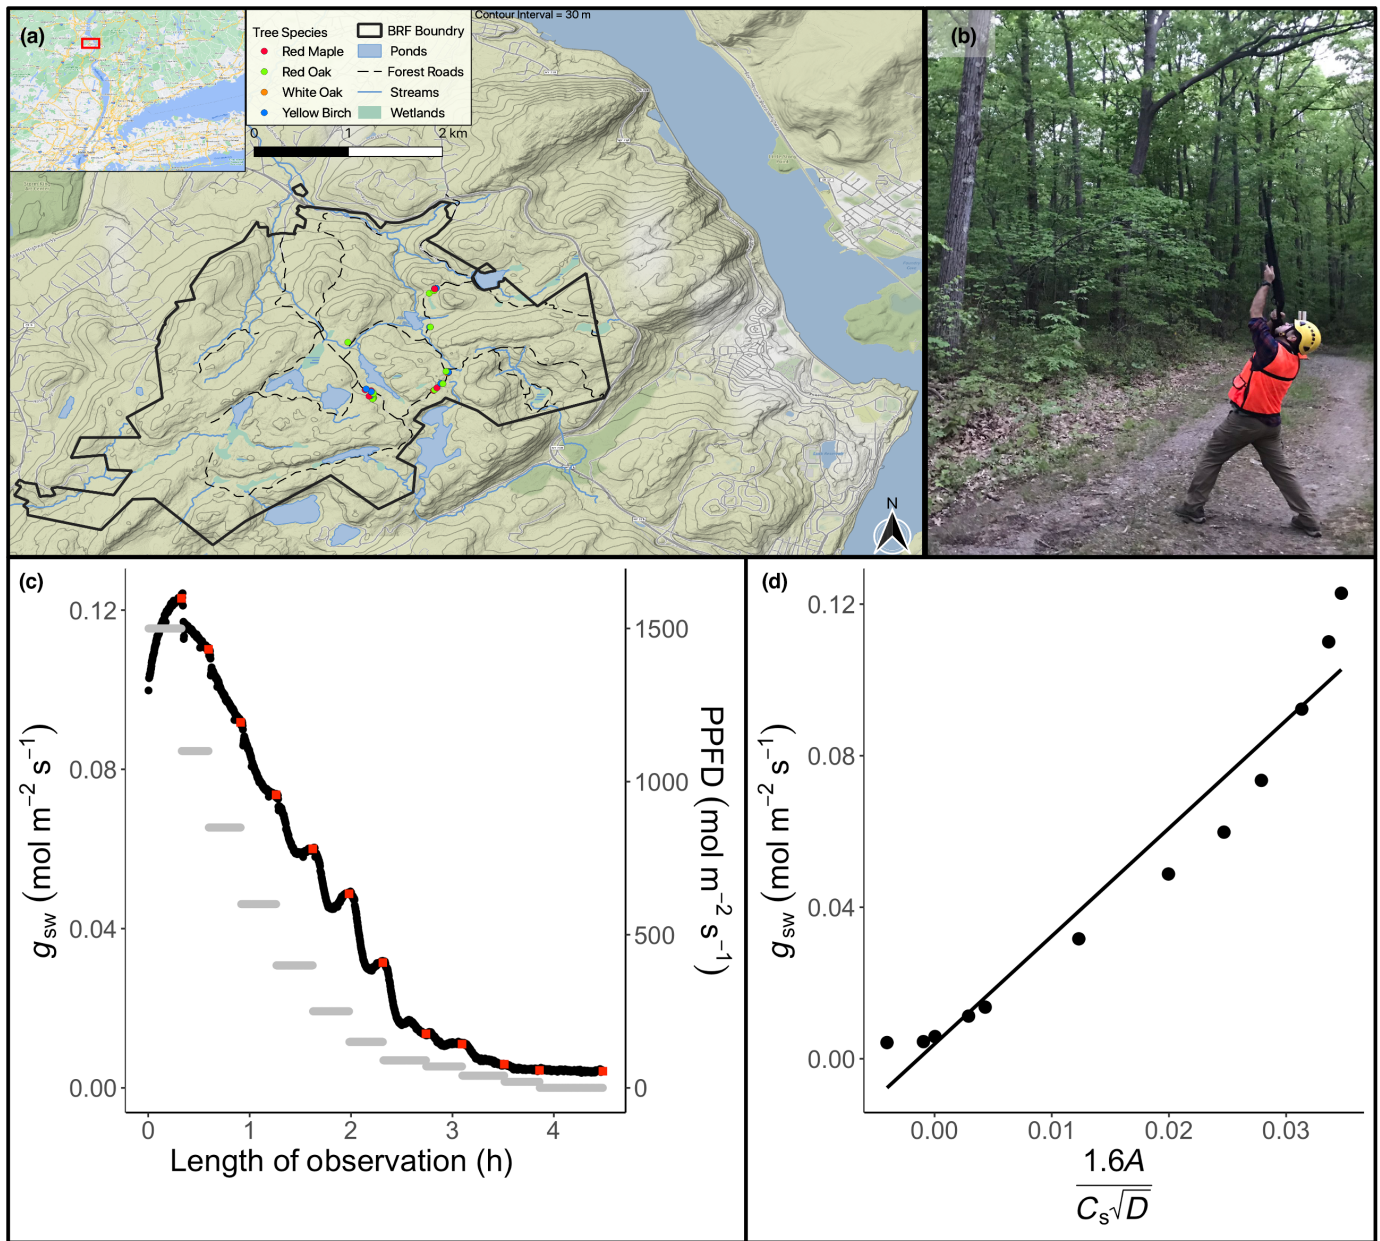 (a)
Contour Interval = 30 m
Tree Species
Red Maple
Red Oak
White Oak
Yellow Birch
BRF Boundry
Ponds
Forest Roads
Streams
Wetlands
0 1 2 km
N
(b)
(c)
0.12
0.08
0.04
0.00
gsw (mol m−2 s−1)
1500
1000
500
0
PPFD (mol m−2 s−1)
0 1 2 3 4
Length of observation (h)
(d)
0.12
0.08
0.04
0.00
gsw (mol m−2 s−1)
0.00 0.01 0.02 0.03
1.6A
Cs√D